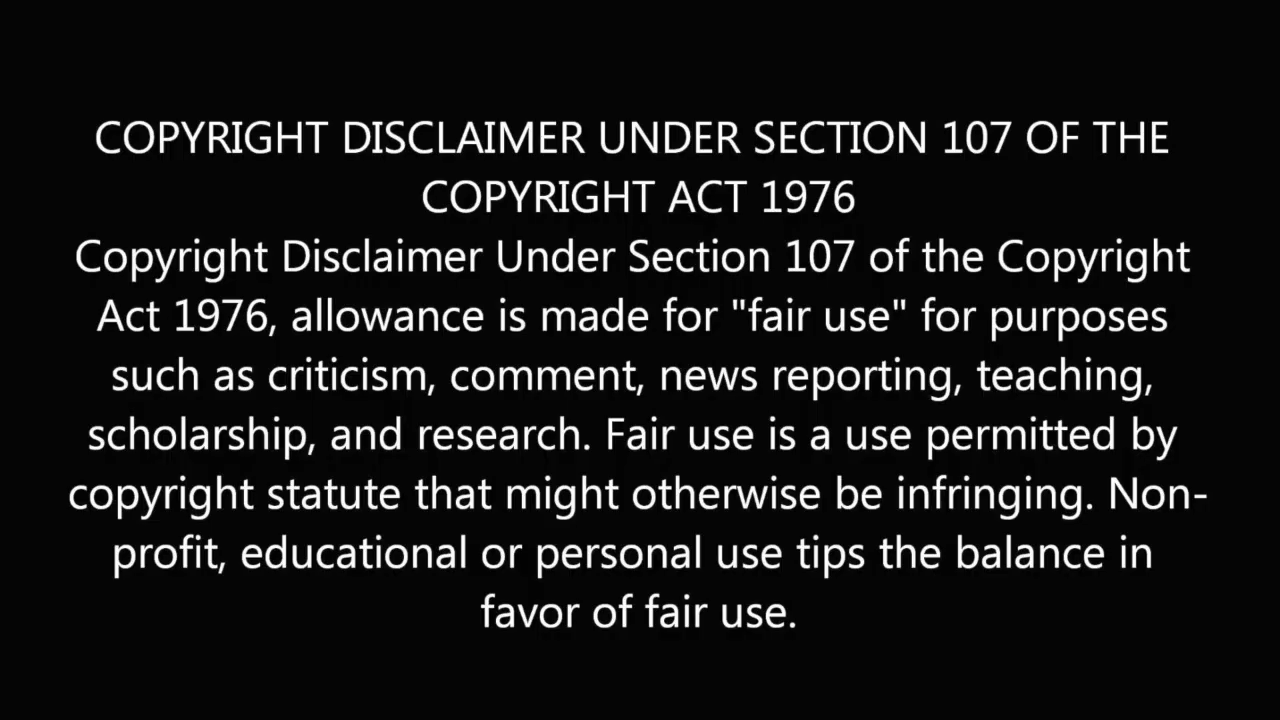 COPYRIGHT DISCLAIMER UNDER SECTION 107 OF THE
COPYRIGHT ACT 1976
Copyright Disclaimer Under Section 107 of the Copyright
Act 1976, allowance is made for "fair use" for purposes
such as criticism, comment, news reporting, teaching,
scholarship, and research. Fair use is a use permitted by
copyright statute that might otherwise be infringing. Non-
profit, educational or personal use tips the balance in
favor of fair use.